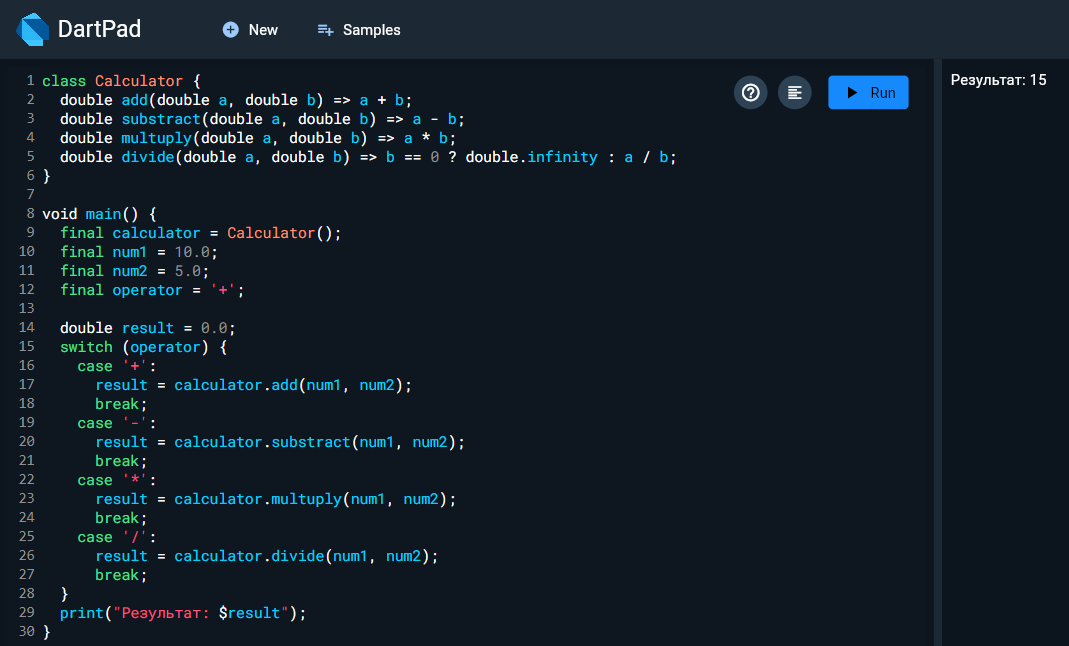 DartPad
New
Samples
1 class Calculator {
2   double add(double a, double b) => a + b;
3   double substract(double a, double b) => a - b;
4   double multuply(double a, double b) => a * b;
5   double divide(double a, double b) => b == 0 ? double.infinity : a / b;
6 }
7
8 void main() {
9   final calculator = Calculator();
10   final num1 = 10.0;
11   final num2 = 5.0;
12   final operator = '+';
13
14   double result = 0.0;
15   switch (operator) {
16     case '+':
17       result = calculator.add(num1, num2);
18       break;
19     case '-':
20       result = calculator.substract(num1, num2);
21       break;
22     case '*':
23       result = calculator.multuply(num1, num2);
24       break;
25     case '/':
26       result = calculator.divide(num1, num2);
27       break;
28   }
29   print("Результат: $result");
30 }
Run
Результат: 15